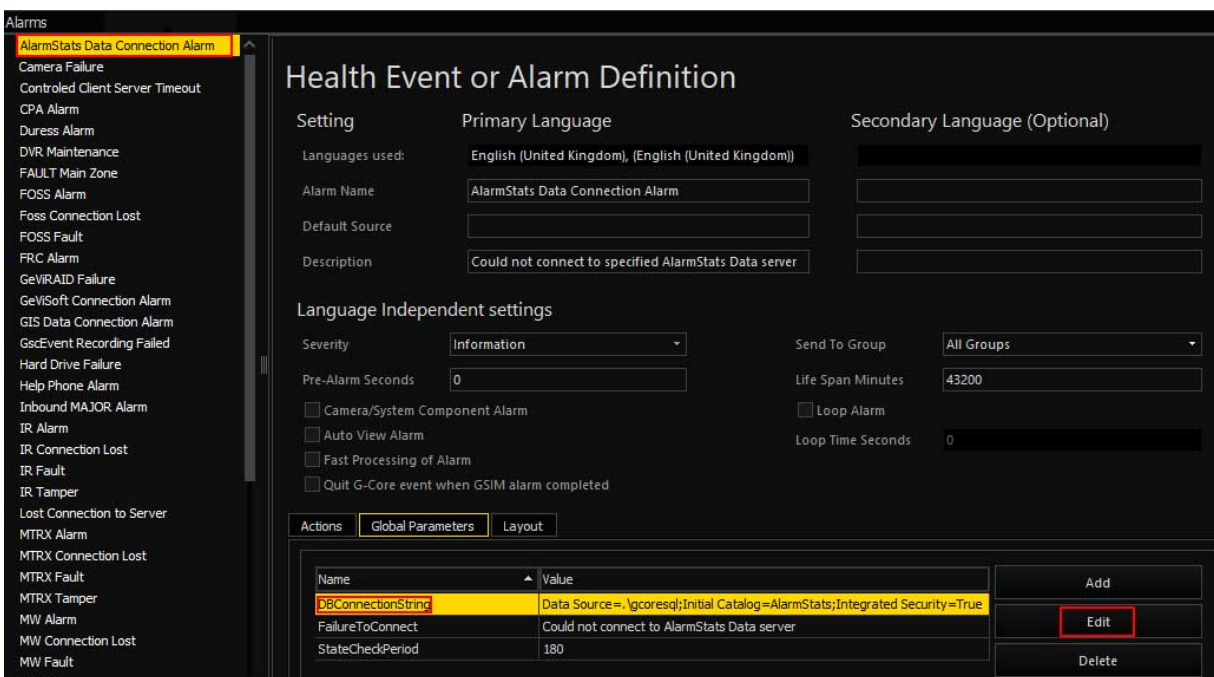 Alarms
AlarmStats Data Connection Alarm
Camera Failure
Controled Client Server Timeout
CPA Alarm
Duress Alarm
DVR Maintenance
FAULT Main Zone
FOSS Alarm
Foss Connection Lost
FOSS Fault
FRC Alarm
GeViRAID Failure
GeViSoft Connection Alarm
GIS Data Connection Alarm
GscEvent Recording Failed
Hard Drive Failure
Help Phone Alarm
Inbound MAJOR Alarm
IR Alarm
IR Connection Lost
IR Fault
IR Tamper
Lost Connection to Server
MTRX Alarm
MTRX Connection Lost
MTRX Fault
MTRX Tamper
MW Alarm
MW Connection Lost
MW Fault
Health Event or Alarm Definition
Setting Primary Language Secondary Language (Optional)
Languages used: English (United Kingdom), (English (United Kingdom))
Alarm Name AlarmStats Data Connection Alarm
Default Source
Description Could not connect to specified AlarmStats Data server
Language Independent settings
Severity Information Send To Group All Groups
Pre-Alarm Seconds 0 Life Span Minutes 43200
Camera/System Component Alarm Loop Alarm
Auto View Alarm Loop Time Seconds 0
Fast Processing of Alarm
Quit G-Core event when GSIM alarm completed
Actions Global Parameters Layout
Name Value Add
DBConnectionString Data Source=.\gcoresql;Initial Catalog=AlarmStats;Integrated Security=True
FailureToConnect Could not connect to AlarmStats Data server Edit
StateCheckPeriod 180
Delete